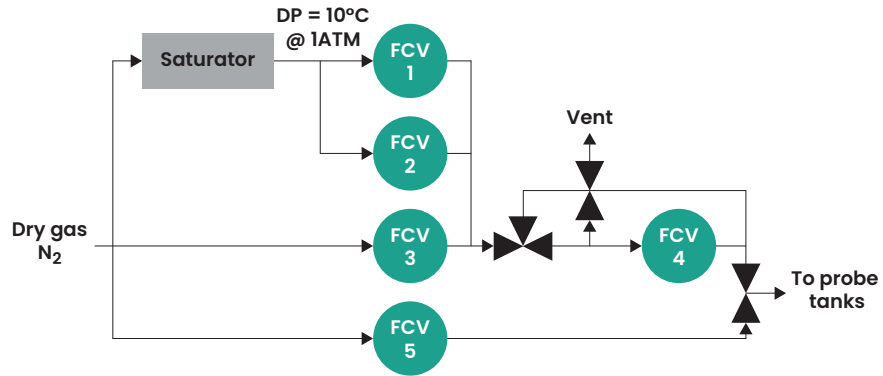 DP = 10°C
@ 1ATM
Saturator
FCV
1
FCV
2
Vent
Dry gas
N₂
FCV
3
FCV
4
To probe
tanks
FCV
5